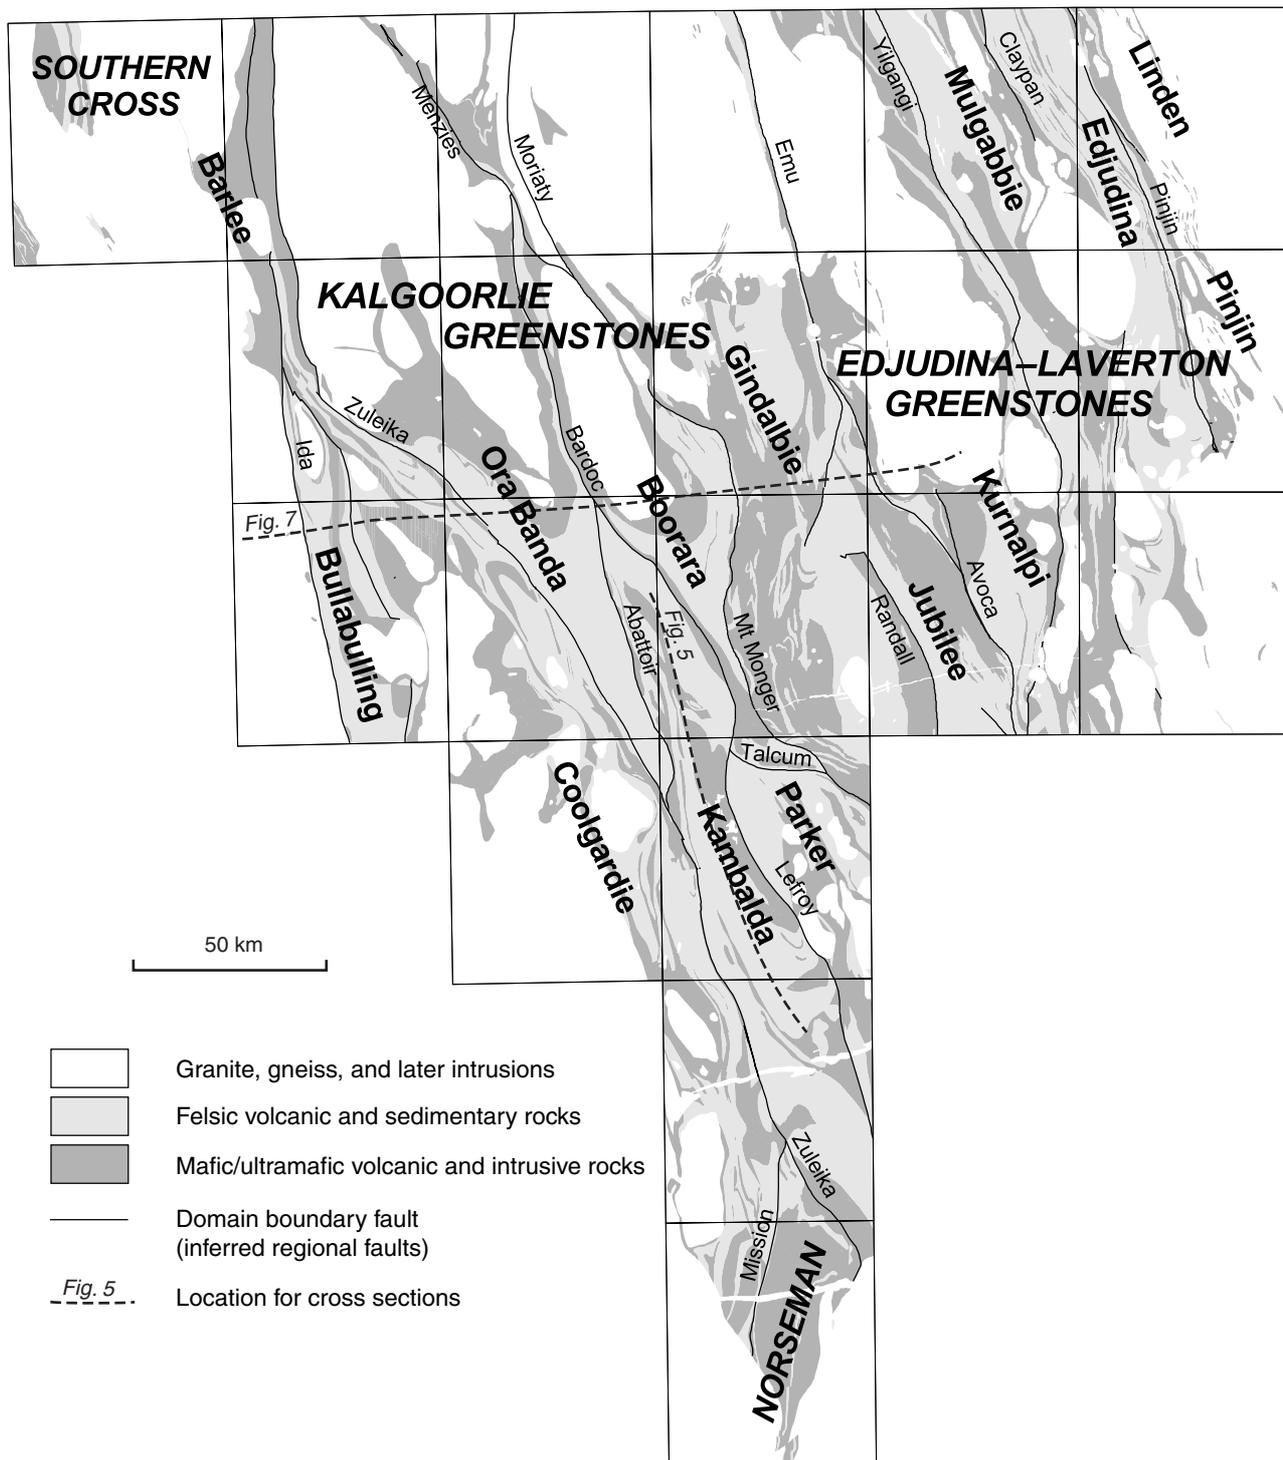 SOUTHERN
CROSS
Barlee
Menzies
Moriaty
Emu
Yilgangi
Mulgabbie
Claypan
Edjudina
Linden
Pinjin
Pinjin
KALGOORLIE
GREENSTONES
EDJUDINA–LAVERTON
GREENSTONES
Gindalbie
Zuleika
Ida
Bardoc
Ora Banda
Boorara
Kurnalpi
Fig. 7
Bullabulling
Abattoir
Fig. 5
Mt Monger
Randall
Jubilee
Avoca
Talcum
Coolgardie
Kambalda
Parker
Lefroy
50 km
Granite, gneiss, and later intrusions
Felsic volcanic and sedimentary rocks
Mafic/ultramafic volcanic and intrusive rocks
Domain boundary fault
(inferred regional faults)
Fig. 5
Location for cross sections
Zuleika
Mission
NORSEMAN